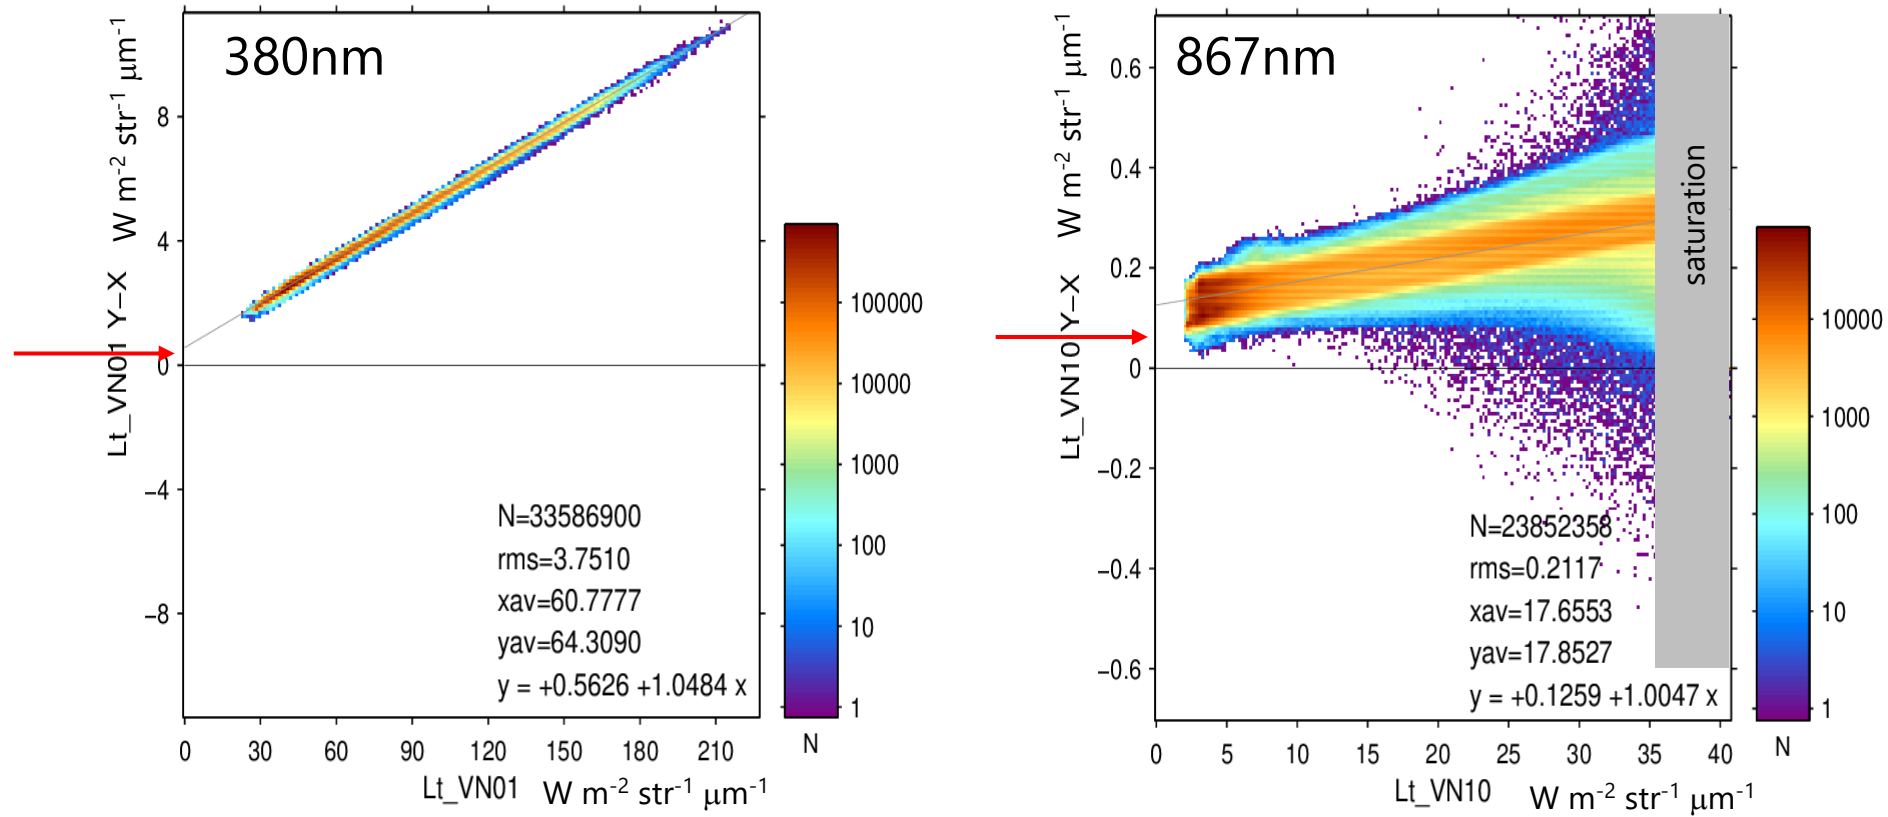 380nm
Lt_VN01 Y−X W m-2 str-1 μm-1
8
4
0
−4
−8
N=33586900
rms=3.7510
xav=60.7777
yav=64.3090
y = +0.5626 +1.0484 x
0 30 60 90 120 150 180 210
Lt_VN01 W m-2 str-1 μm-1
100000
10000
1000
100
10
1
N
867nm
Lt_VN10 Y−X W m-2 str-1 μm-1
0.6
0.4
0.2
0
−0.2
−0.4
−0.6
saturation
N=23852358
rms=0.2117
xav=17.6553
yav=17.8527
y = +0.1259 +1.0047 x
0 5 10 15 20 25 30 35 40
Lt_VN10 W m-2 str-1 μm-1
10000
1000
100
10
1
N